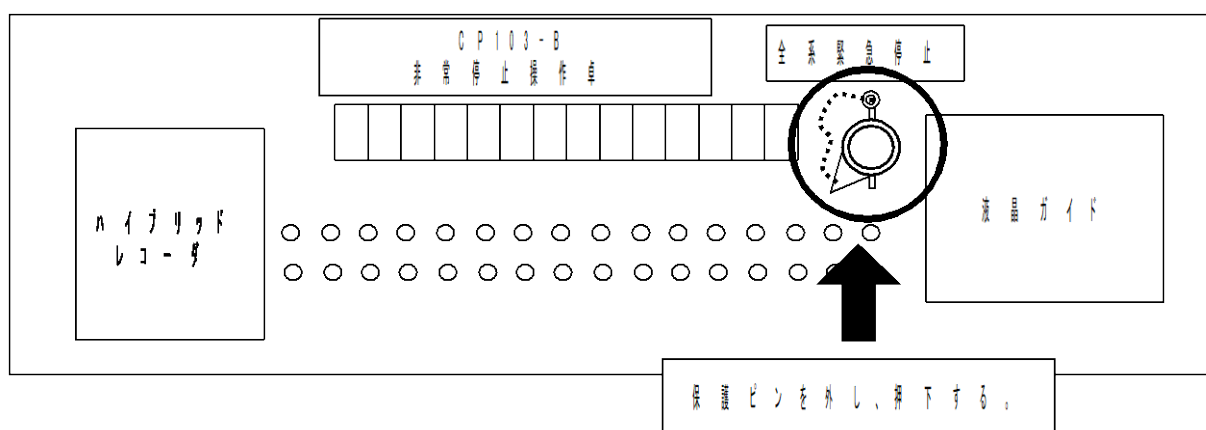 CP103-B
非常停止操作卓
全系緊急停止
ハイブリッド
レコーダ
液晶ガイド
保護ピンを外し、押下する。